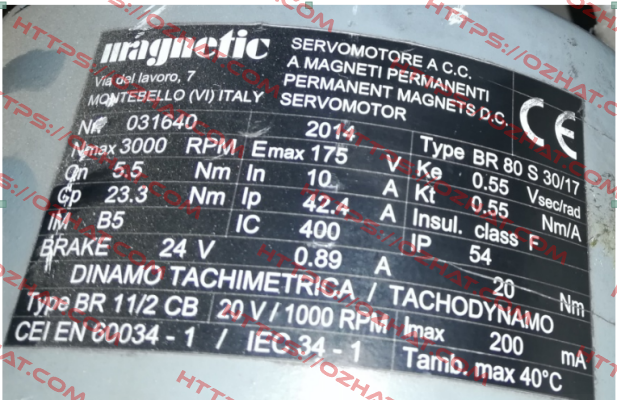 magnetic
Via del lavoro, 7
MONTEBELLO (VI) ITALY
SERVOMOTORE A C.C.
A MAGNETI PERMANENTI
PERMANENT MAGNETS D.C.
SERVOMOTOR
CE
N° 031640 2014 Type BR 80 S 30/17
Nmax 3000 RPM Emax 175 V Ke 0.55 Vsec/rad
Cn 5.5 Nm In 10 A Kt 0.55 Nm/A
Cp 23.3 Nm Ip 42.4 A Insul. class F
IM B5 IC 400 IP 54
BRAKE 24 V 0.89 A 20 Nm
DINAMO TACHIMETRICA / TACHODYNAMO
Type BR 11/2 CB 20 V / 1000 RPM Imax 200 mA
CEI EN 60034 - 1 / IEC 34 - 1 Tamb. max 40°C
HTTPS://OZHAT.COM